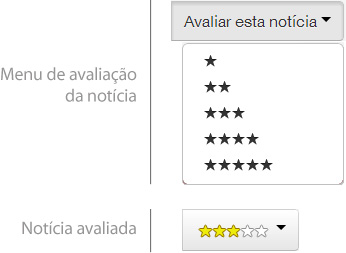 Avaliar esta notícia
Menu de avaliação
da notícia
★
★★
★★★
★★★★
★★★★★
Notícia avaliada